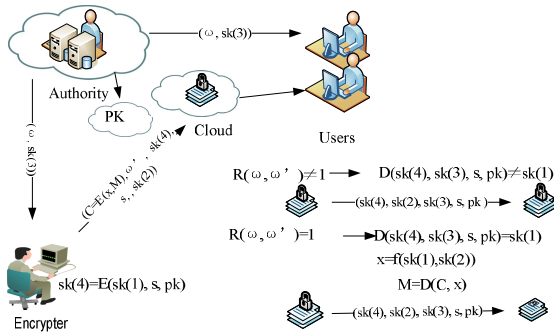 (ω, sk(3))
Authority
PK
Cloud
Users
(ω, sk(3))
(C=E(x,M),ω’, sk(4),
s, , sk(2))
R(ω,ω’)≠1
D(sk(4), sk(3), s, pk)≠sk(1)
(sk(4), sk(2), sk(3), s, pk )
R(ω,ω’)=1
D(sk(4), sk(3), s, pk)=sk(1)
x=f(sk(1),sk(2))
M=D(C, x)
(sk(4), sk(2), sk(3), s, pk)
sk(4)=E(sk(1), s, pk)
Encrypter